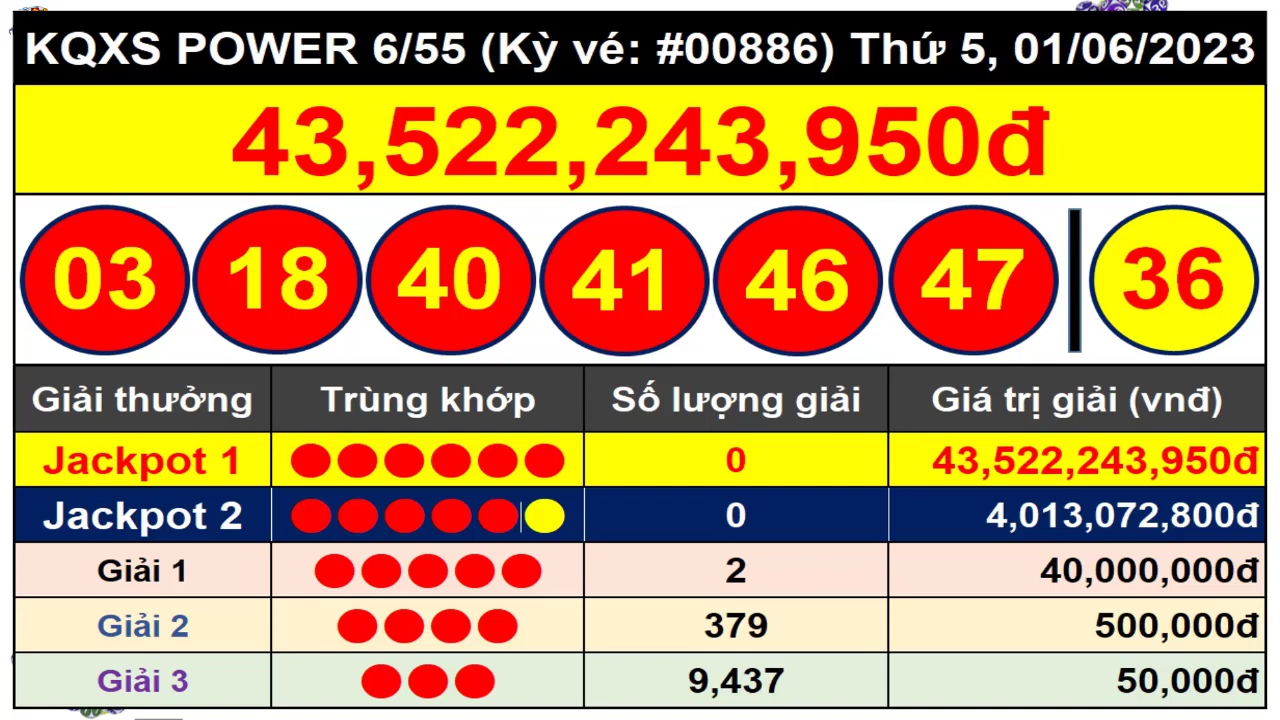 KQXS POWER 6/55 (Kỳ vé: #00886) Thứ 5, 01/06/2023
43,522,243,950đ
03 18 40 41 46 47 36
Giải thưởng Trùng khớp Số lượng giải Giá trị giải (vnđ)
Jackpot 1 0 43,522,243,950đ
Jackpot 2 0 4,013,072,800đ
Giải 1 2 40,000,000đ
Giải 2 379 500,000đ
Giải 3 9,437 50,000đ